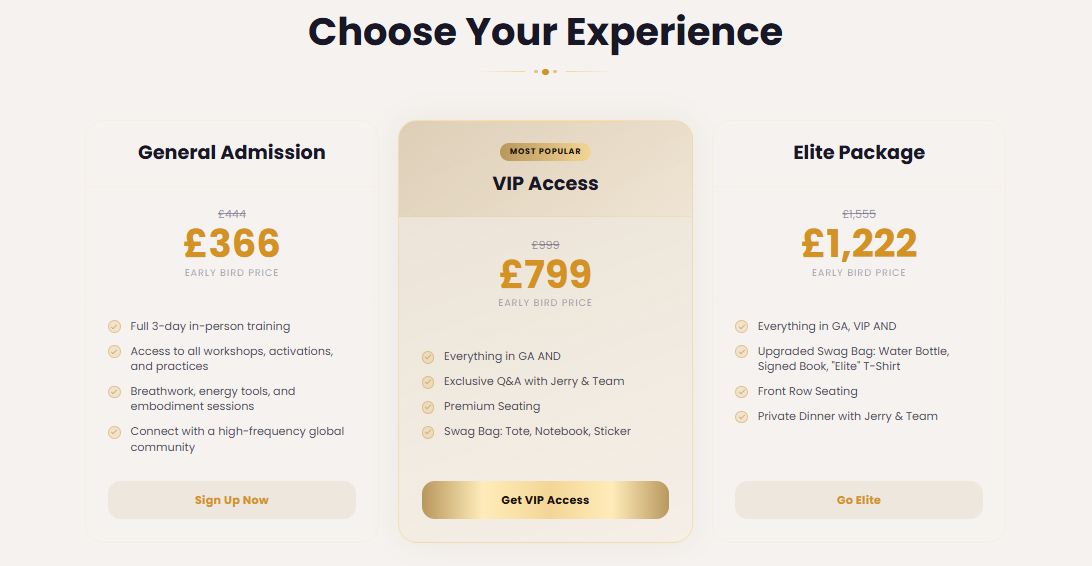 Choose Your Experience
General Admission
£444
£366
EARLY BIRD PRICE
Full 3-day in-person training
Access to all workshops, activations,
and practices
Breathwork, energy tools, and
embodiment sessions
Connect with a high-frequency global
community
Sign Up Now
MOST POPULAR
VIP Access
£999
£799
EARLY BIRD PRICE
Everything in GA AND
Exclusive Q&A with Jerry & Team
Premium Seating
Swag Bag: Tote, Notebook, Sticker
Get VIP Access
Elite Package
£1,555
£1,222
EARLY BIRD PRICE
Everything in GA, VIP AND
Upgraded Swag Bag: Water Bottle,
Signed Book, "Elite" T-Shirt
Front Row Seating
Private Dinner with Jerry & Team
Go Elite